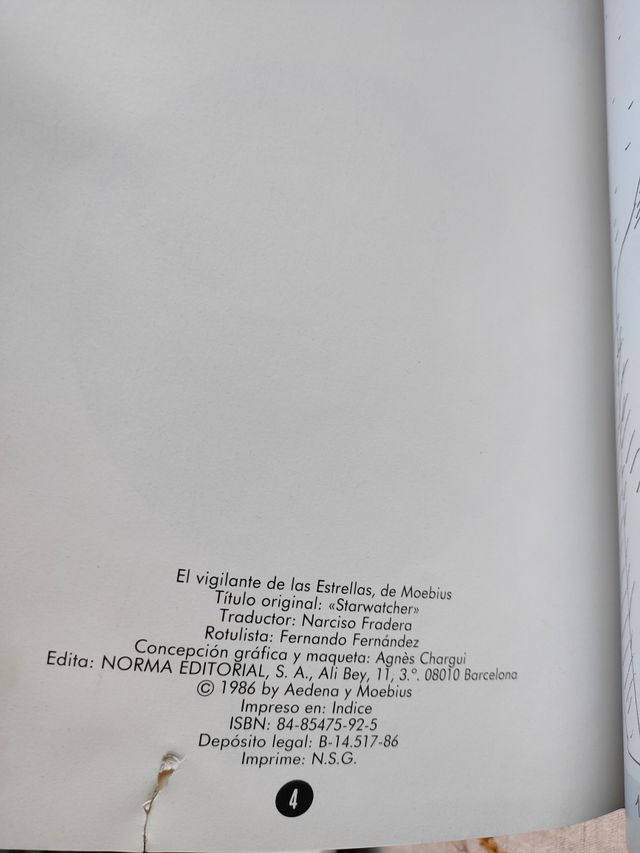 El vigilante de las Estrellas, de Moebius
Título original: «Starwatcher»
Traductor: Narciso Fradera
Rotulista: Fernando Fernández
Concepción gráfica y maqueta: Agnès Chargui
Edita: NORMA EDITORIAL, S. A., Ali Bey, 11, 3.º. 08010 Barcelona
© 1986 by Aedena y Moebius
Impreso en: Indice
ISBN: 84-85475-92-5
Depósito legal: B-14.517-86
Imprime: N.S.G.
4